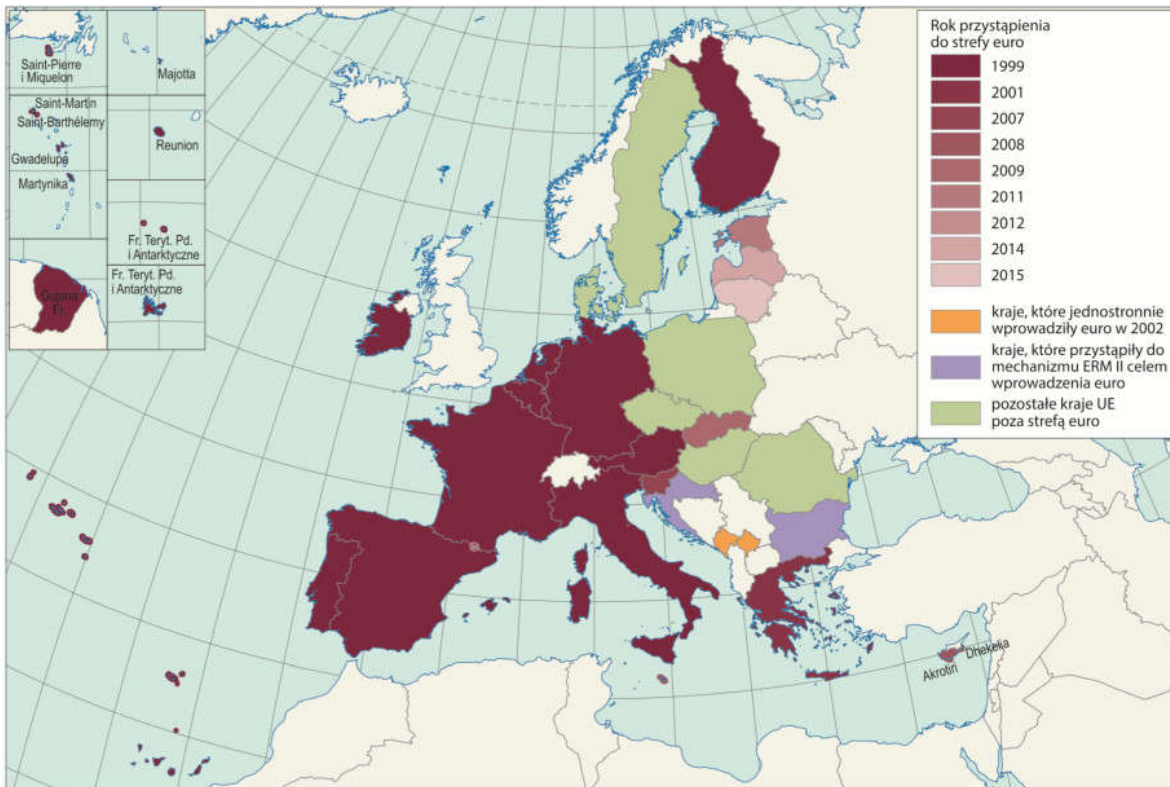 Saint-Pierre
i Miquelon
Majotta
Saint-Martin
Saint-Barthélemy
Gwadelupa
Martynika
Reunion
Fr. Teryt. Pd.
i Antarktyczne
Fr. Teryt. Pd.
i Antarktyczne
Gujana
Fr.
Rok przystąpienia
do strefy euro
1999
2001
2007
2008
2009
2011
2012
2014
2015
kraje, które jednostronnie
wprowadziły euro w 2002
kraje, które przystąpiły do
mechanizmu ERM II celem
wprowadzenia euro
pozostałe kraje UE
poza strefą euro
Dhekelia
Akrotiri